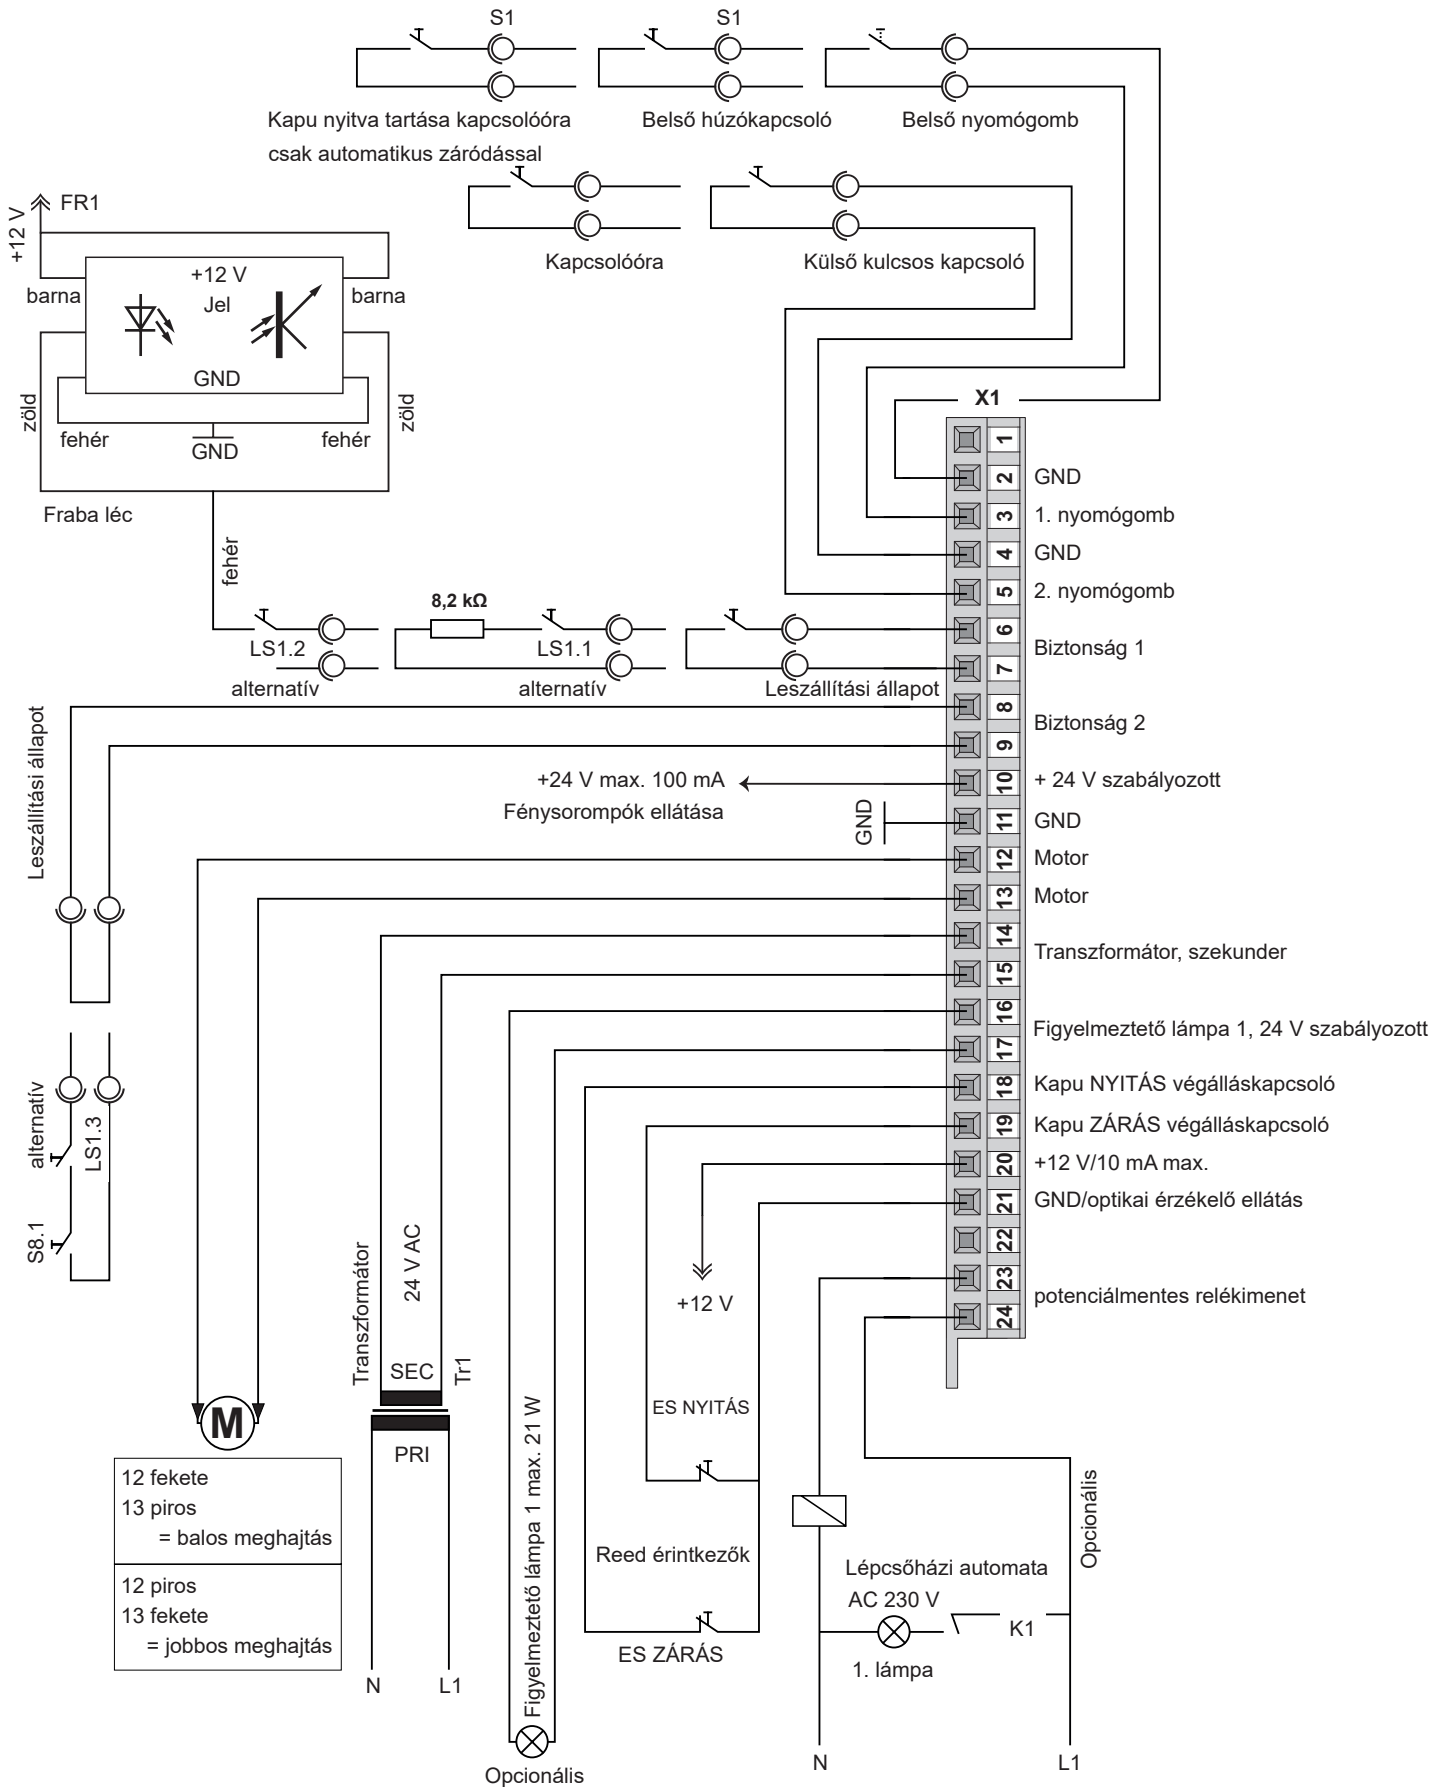 S1
S1
Kapu nyitva tartása kapcsolóóra
csak automatikus záródással
Belső húzókapcsoló
Belső nyomógomb
Kapcsolóóra
Külső kulcsos kapcsoló
FR1
+12 V
+12 V
Jel
barna
barna
GND
zöld
zöld
fehér
fehér
GND
Fraba léc
fehér
X1
1
2
GND
3
1. nyomógomb
4
GND
5
2. nyomógomb
6
7
Biztonság 1
8
9
Biztonság 2
10
+ 24 V szabályozott
11
GND
12
Motor
13
Motor
14
15
Transzformátor, szekunder
16
17
Figyelmeztető lámpa 1, 24 V szabályozott
18
Kapu NYITÁS végálláskapcsoló
19
Kapu ZÁRÁS végálláskapcsoló
20
+12 V/10 mA max.
21
GND/optikai érzékelő ellátás
22
23
24
potenciálmentes relékimenet
8,2 kΩ
LS1.2
alternatív
LS1.1
alternatív
Leszállítási állapot
Leszállítási állapot
+24 V max. 100 mA
Fénysorompók ellátása
GND
alternatív
LS1.3
S8.1
Transzformátor
24 V AC
Tr1
SEC
PRI
N
L1
M
12 fekete
13 piros
= balos meghajtás
12 piros
13 fekete
= jobbos meghajtás
Figyelmeztető lámpa 1 max. 21 W
Opcionális
+12 V
ES NYITÁS
Reed érintkezők
ES ZÁRÁS
Opcionális
Lépcsőházi automata
AC 230 V
K1
1. lámpa
N
L1